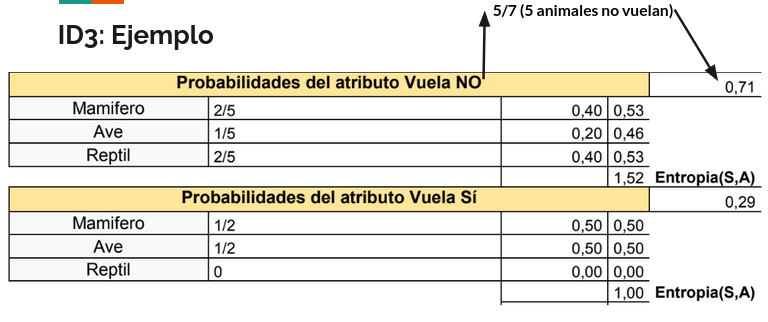 5/7 (5 animales no vuelan)
ID3: Ejemplo
Probabilidades del atributo Vuela NO 0,71
Mamifero 2/5 0,40 0,53
Ave 1/5 0,20 0,46
Reptil 2/5 0,40 0,53
1,52 Entropia(S,A)
Probabilidades del atributo Vuela Sí 0,29
Mamifero 1/2 0,50 0,50
Ave 1/2 0,50 0,50
Reptil 0 0,00 0,00
1,00 Entropia(S,A)